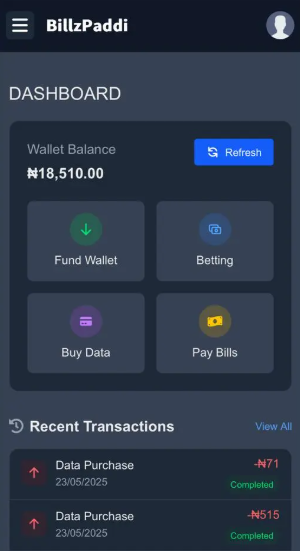 BillzPaddi
DASHBOARD
Wallet Balance
₦18,510.00
Refresh
Fund Wallet
Betting
Buy Data
Pay Bills
Recent Transactions
View All
Data Purchase
-₦71
23/05/2025
Completed
Data Purchase
-₦515
23/05/2025
Completed